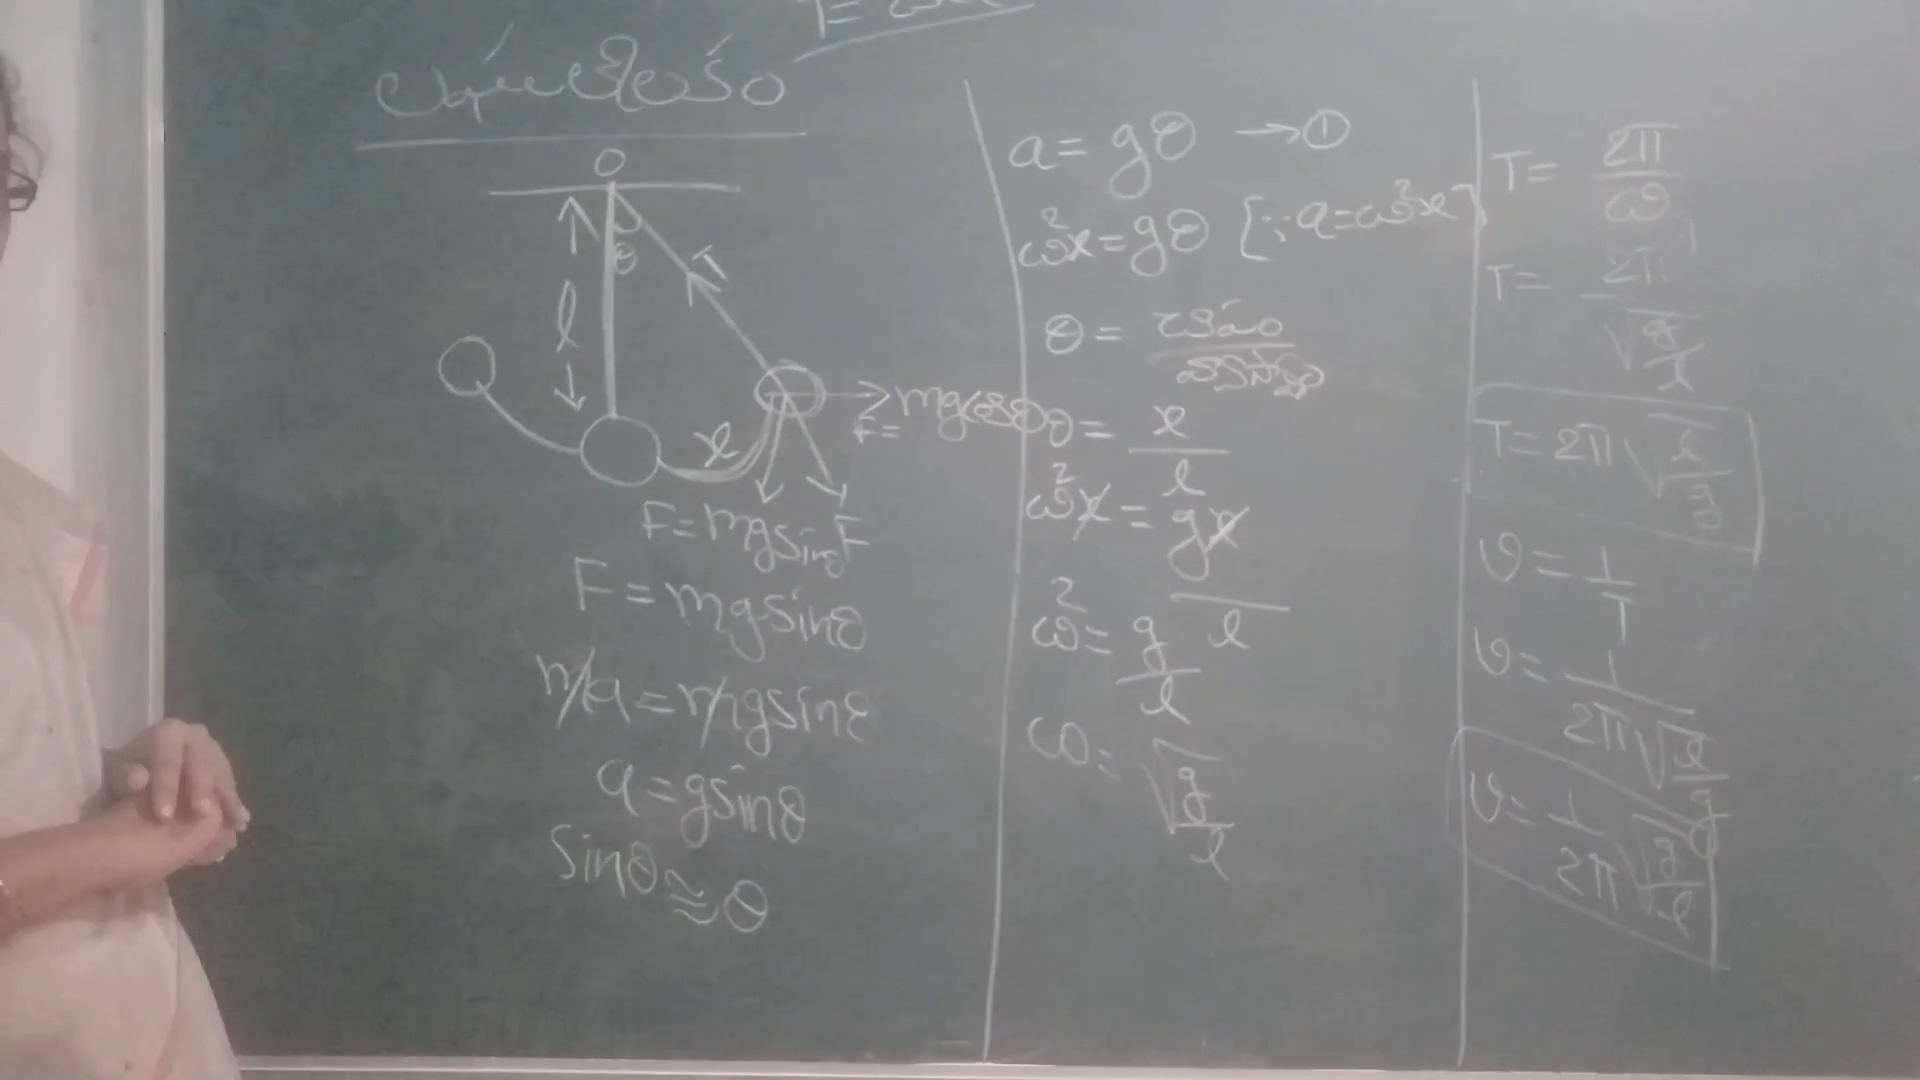 లఘులోలకం
O
θ
T
l
x
F= mgcosθ
F=mgsinθ
F
F=mgsinθ
ma=mgsinθ
a=gsinθ
sinθ≈θ
a= gθ →①
ω²x=gθ [∵a=ω²x]
θ= చాపం
θ= x/l
ω²x = gx/l
ω²= g/l
ω= √g/l
T= 2π/ω
T= 2π/√g/l
T=2π√l/g
υ=1/T
υ=1/2π√l/g
υ=1/2π √g/l